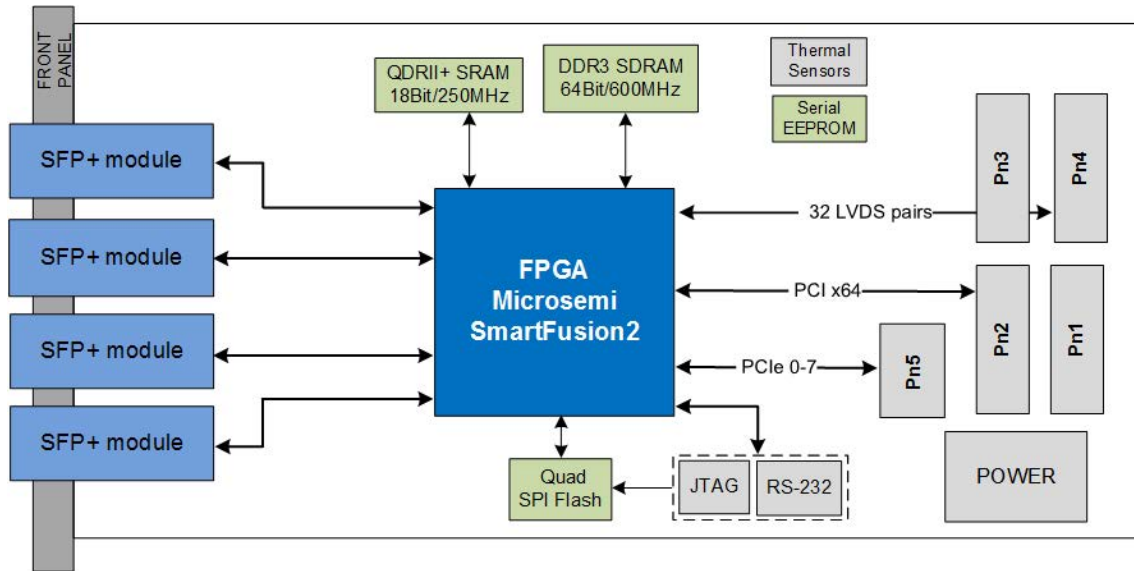 FRONT
PANEL
QDRII+ SRAM
18Bit/250MHz
DDR3 SDRAM
64Bit/600MHz
Thermal
Sensors
Serial
EEPROM
SFP+ module
SFP+ module
SFP+ module
SFP+ module
FPGA
Microsemi
SmartFusion2
32 LVDS pairs
Pn3
Pn4
PCI x64
Pn2
Pn1
PCIe 0-7
Pn5
Quad
SPI Flash
JTAG
RS-232
POWER